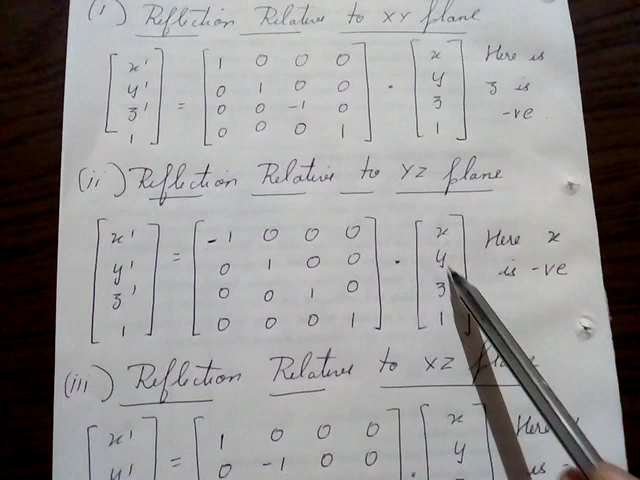 (i) Reflection Relative to XY plane
x' 1 0 0 0 x Here is
y' 0 1 0 0 y z is
z' = 0 0 -1 0 . z -ve
1 0 0 0 1 1
(ii) Reflection Relative to YZ plane
x' = -1 0 0 0 x Here x
y' 0 1 0 0 . y is -ve
z' 0 0 1 0 z
1 0 0 0 1 1
(iii) Reflection Relative to XZ plane
x' 1 0 0 0 x Here
y' = 0 -1 0 0 . y is -